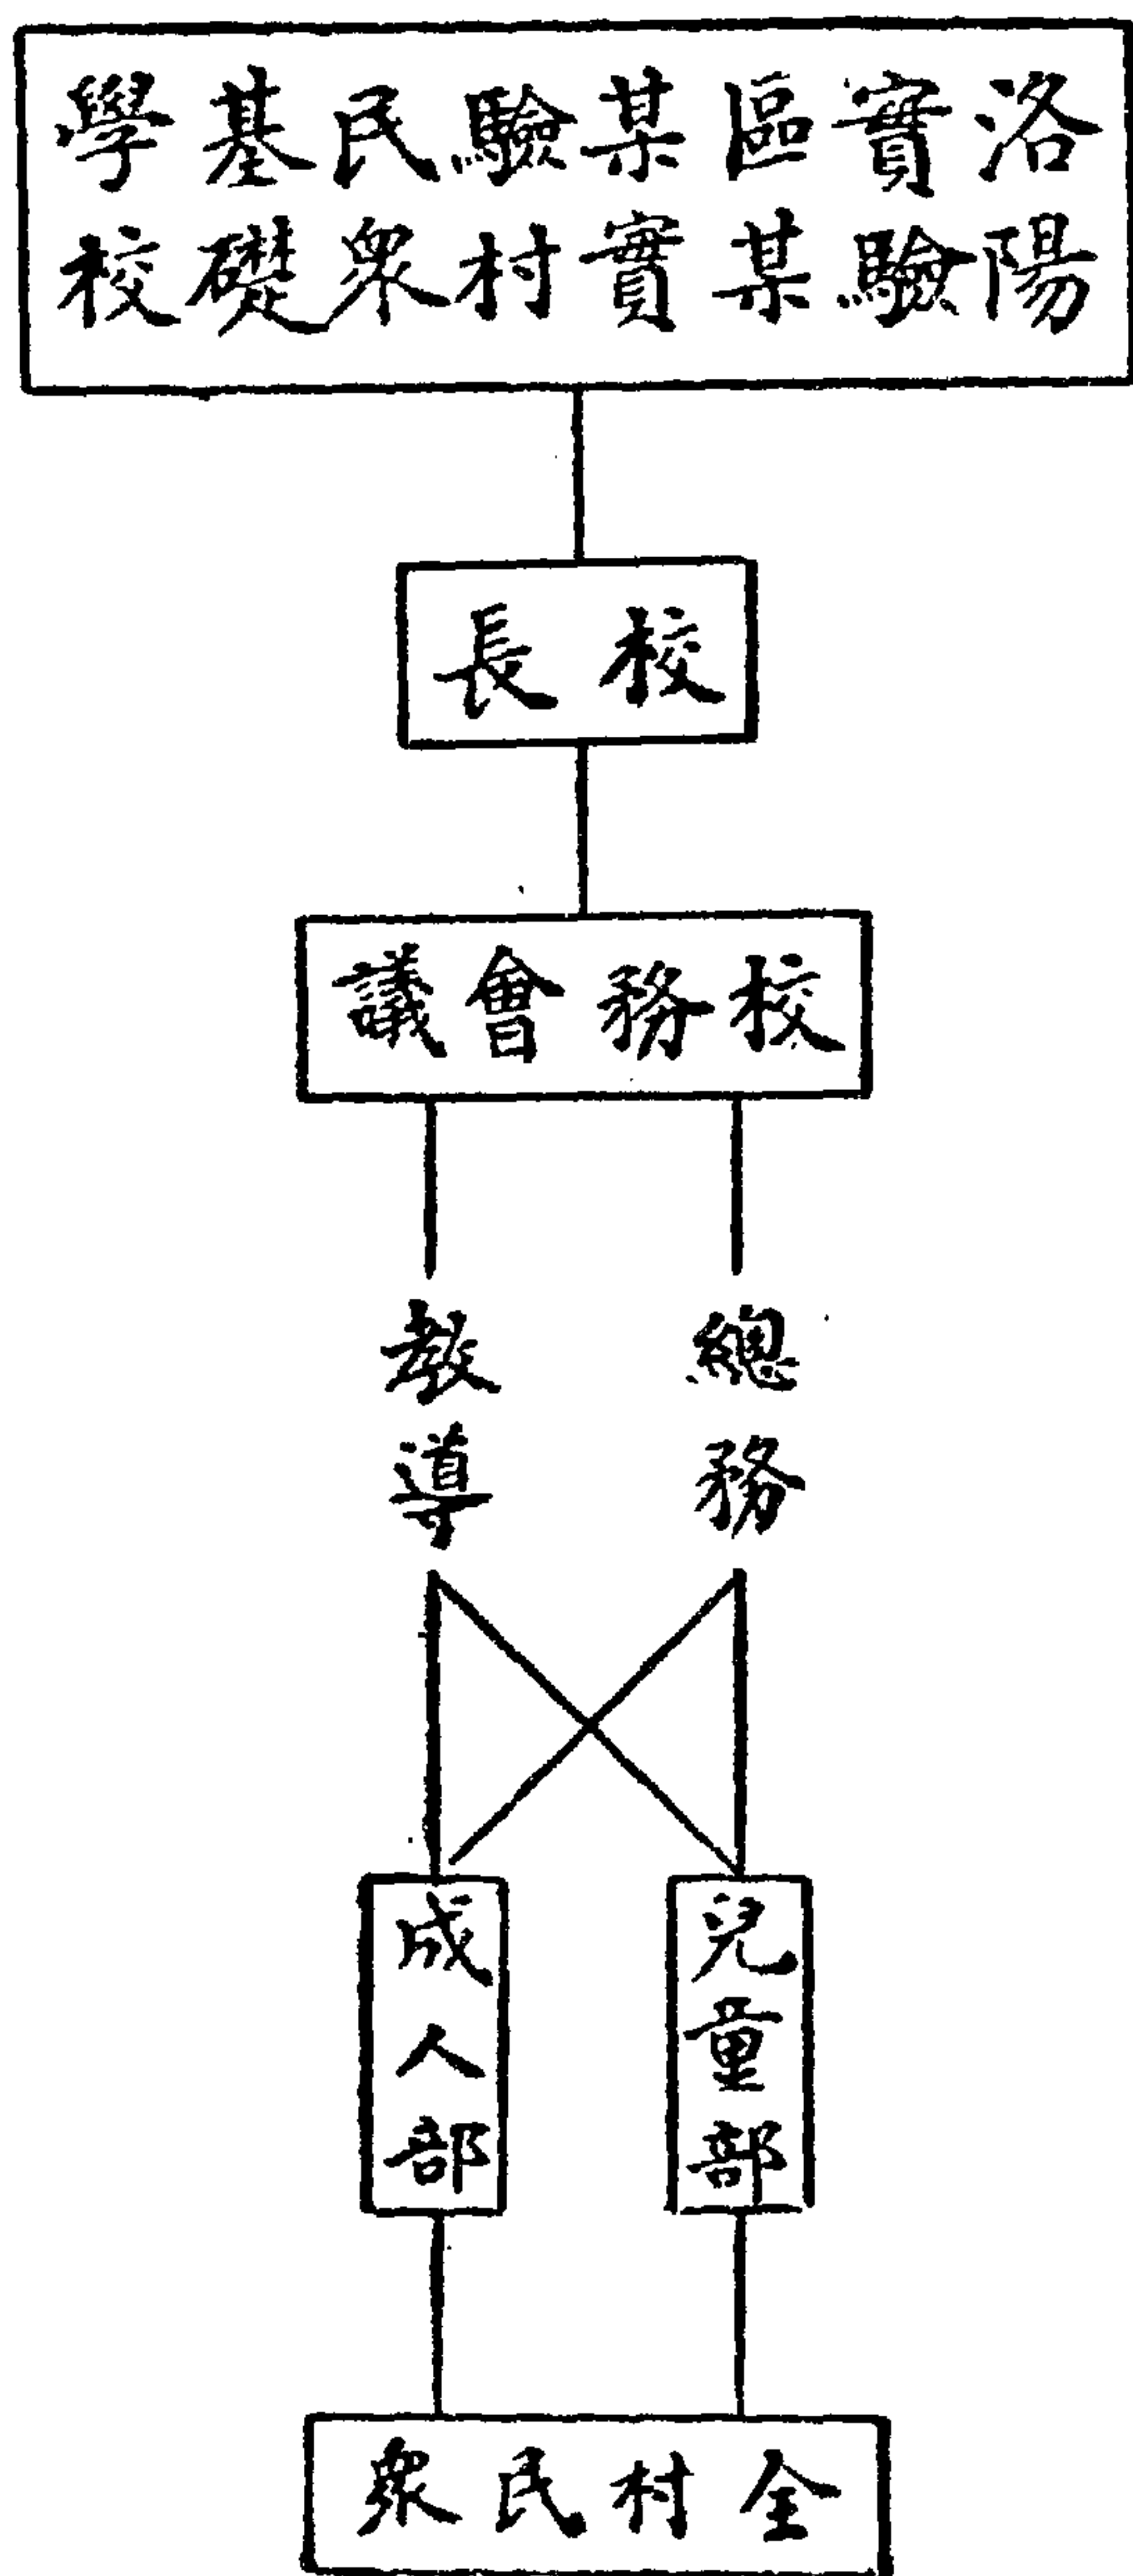 洛陽實驗區某某實驗村民眾基礎學校
校長
校務會議
總務
教導
兒童部
成人部
全村民眾